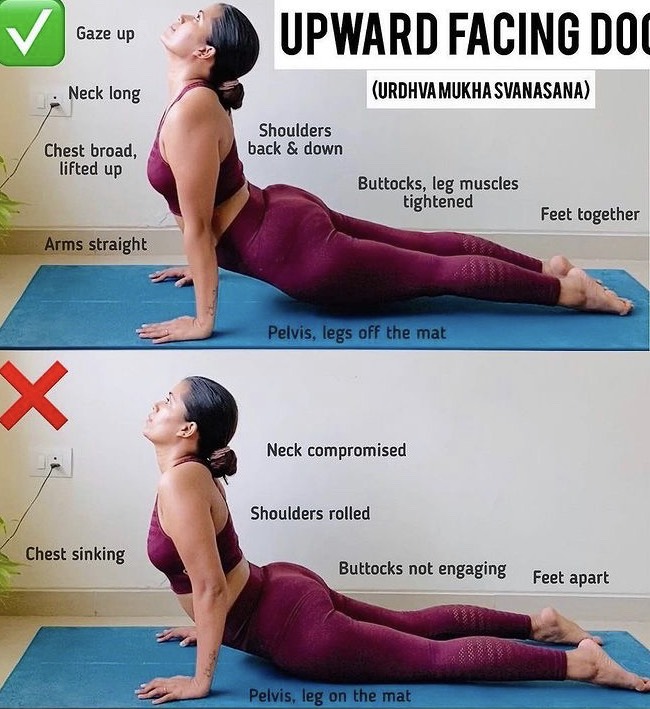 UPWARD FACING DO
(URDHVA MUKHA SVANASANA)
Gaze up
Neck long
Shoulders
back & down
Chest broad,
lifted up
Buttocks, leg muscles
tightened
Feet together
Arms straight
Pelvis, legs off the mat
Neck compromised
Shoulders rolled
Chest sinking
Buttocks not engaging
Feet apart
Pelvis, leg on the mat